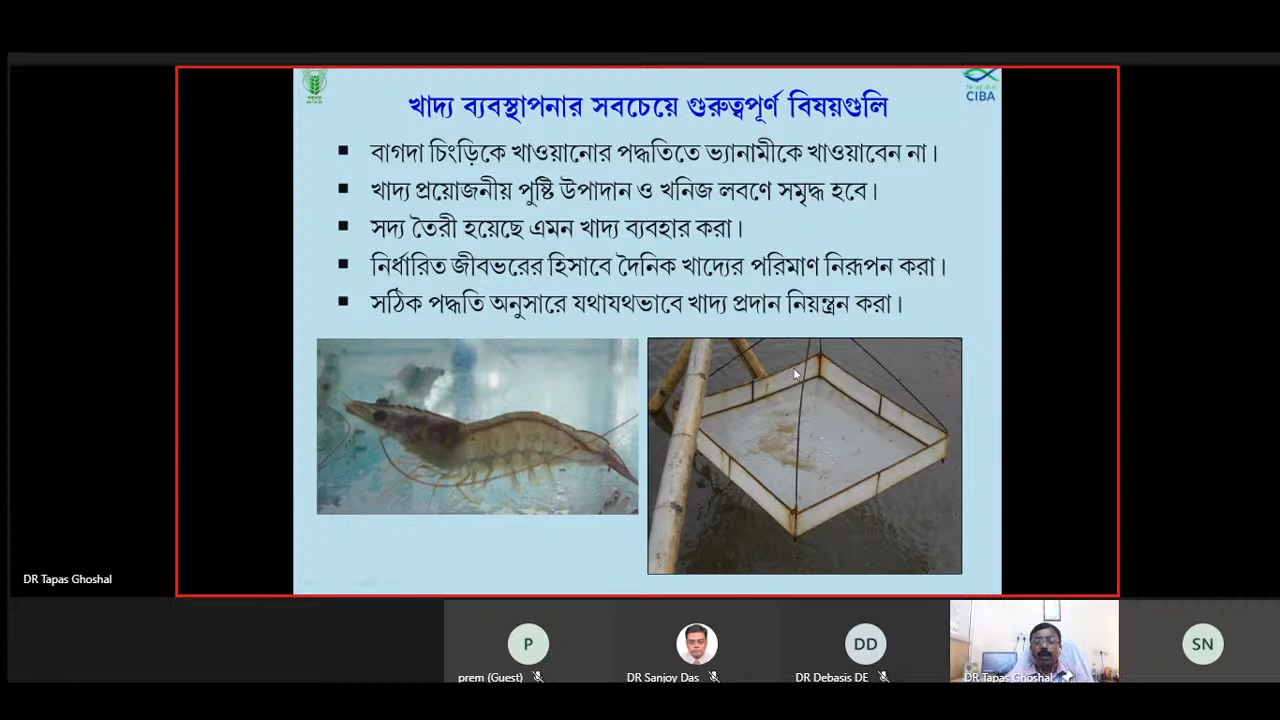 CIBA
খাদ্য ব্যবস্থাপনার সবচেয়ে গুরুত্বপূর্ণ বিষয়গুলি
▪ বাগদা চিংড়িকে খাওয়ানোর পদ্ধতিতে ভ্যানামীকে খাওয়াবেন না।
▪ খাদ্য প্রয়োজনীয় পুষ্টি উপাদান ও খনিজ লবণে সমৃদ্ধ হবে।
▪ সদ্য তৈরী হয়েছে এমন খাদ্য ব্যবহার করা।
▪ নির্ধারিত জীবভরের হিসাবে দৈনিক খাদ্যের পরিমাণ নিরূপন করা।
▪ সঠিক পদ্ধতি অনুসারে যথাযথভাবে খাদ্য প্রদান নিয়ন্ত্রন করা।
DR Tapas Ghoshal
P
DD
SN
prem (Guest)
DR Sanjoy Das
DR Debasis DE
DR Tapas Ghoshal